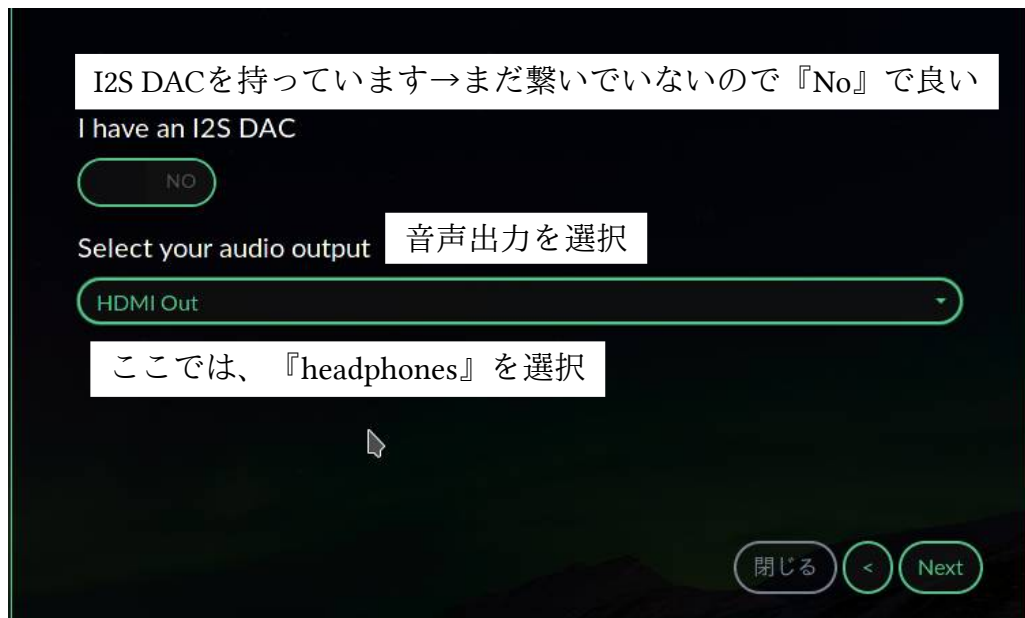 I2S DACを持っています→まだ繋いでいないので『No』で良い
I have an I2S DAC
NO
Select your audio output 音声出力を選択
HDMI Out
ここでは、『headphones』を選択
閉じる < Next